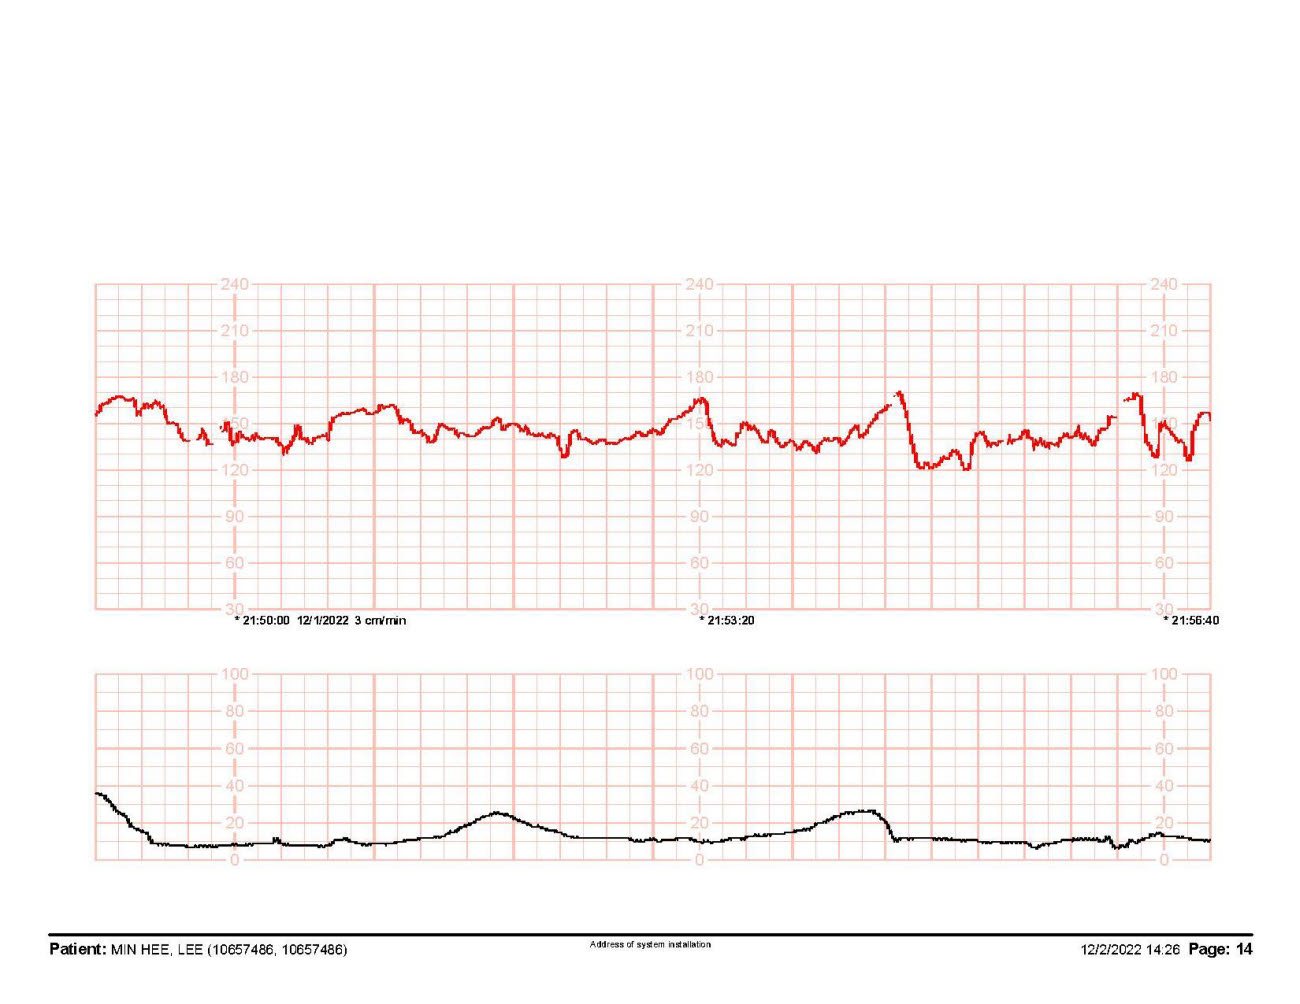 240 240 240
210 210 210
180 180 180
150 150 150
120 120 120
90 90 90
60 60 60
30 30 30
* 21:50:00 12/1/2022 3 cm/min * 21:53:20 * 21:56:40
100 100 100
80 80 80
60 60 60
40 40 40
20 20 20
0 0 0
Patient: MIN HEE, LEE (10657486, 10657486) Address of system installation 12/2/2022 14:26 Page: 14